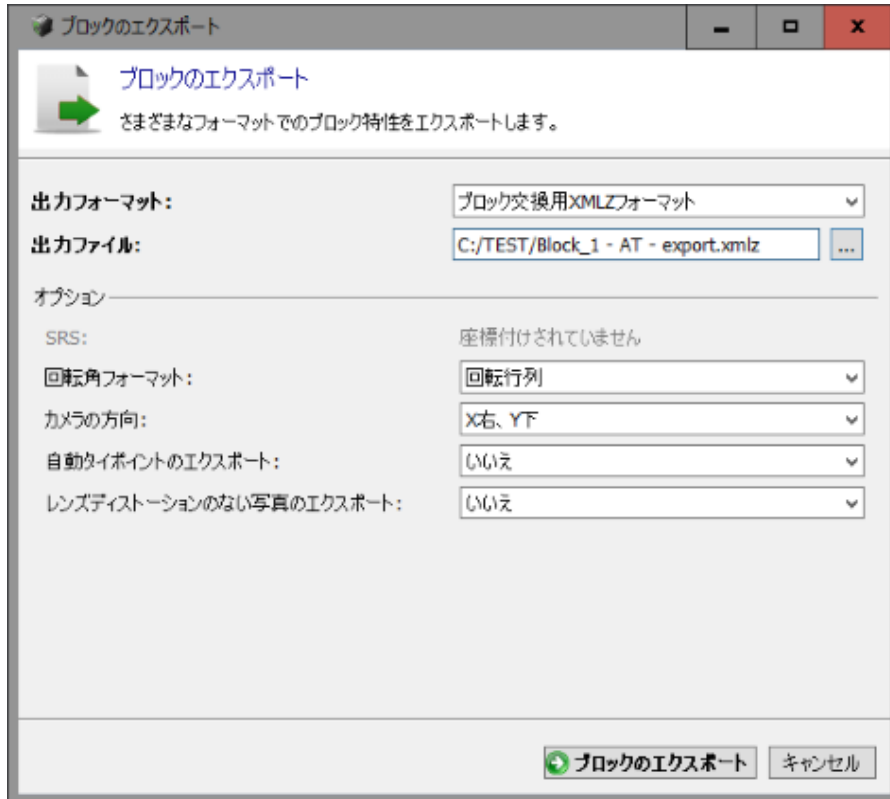 ブロックのエクスポート
ブロックのエクスポート
さまざまなフォーマットでのブロック特性をエクスポートします。
出力フォーマット: ブロック交換用XMLZフォーマット
出力ファイル: C:/TEST/Block_1 - AT - export.xmlz ...
オプション
SRS: 座標付けされていません
回転角フォーマット: 回転行列
カメラの方向: X右、Y下
自動タイポイントのエクスポート: いいえ
レンズディストーションのない写真のエクスポート: いいえ
ブロックのエクスポート キャンセル